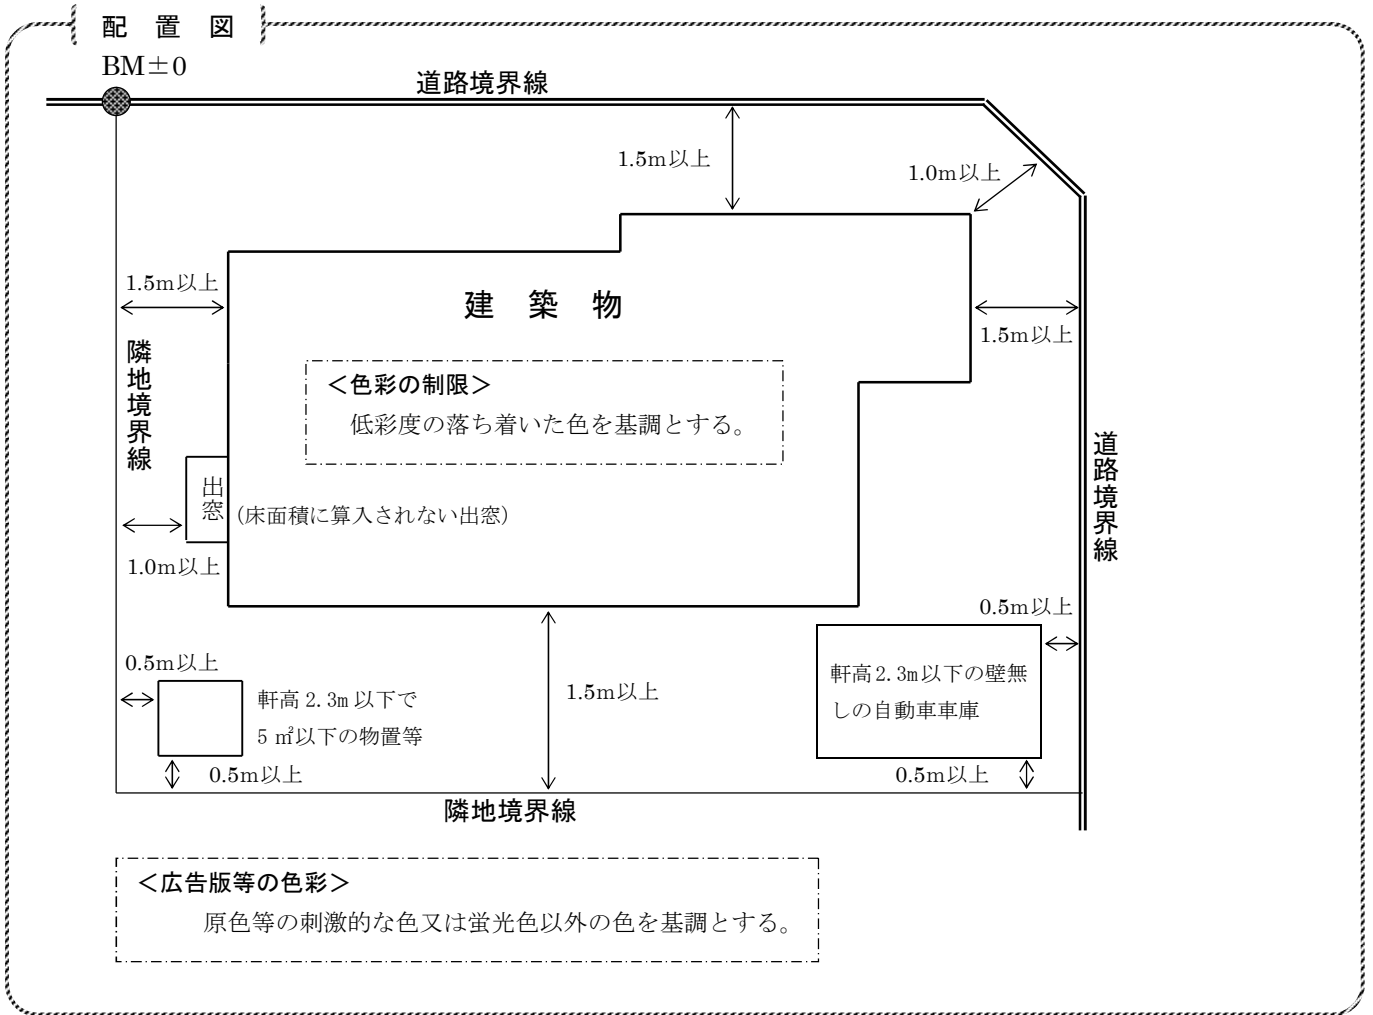 配 置 図
BM±0
道路境界線
1.5m以上
1.0m以上
1.5m以上
建 築 物
1.5m以上
隣地境界線
<色彩の制限>
低彩度の落ち着いた色を基調とする。
道路境界線
出窓
(床面積に算入されない出窓)
1.0m以上
0.5m以上
0.5m以上
軒高 2.3m 以下で
5 ㎡以下の物置等
1.5m以上
軒高2.3m以下の壁無
しの自動車車庫
0.5m以上
0.5m以上
隣地境界線
<広告版等の色彩>
原色等の刺激的な色又は蛍光色以外の色を基調とする。